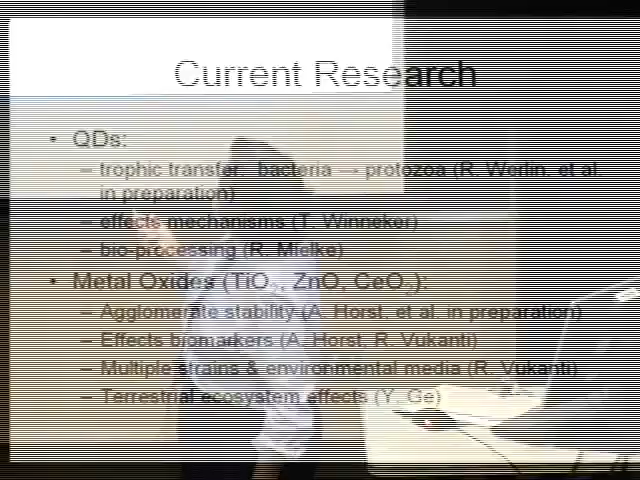 Current Research
• QDs:
– trophic transfer: bacteria → protozoa (R. Werlin, et al. in preparation)
– effects mechanisms (T. Winneker)
– bio-processing (R. Mielke)
• Metal Oxides (TiO₂, ZnO, CeO₂):
– Agglomerate stability (A. Horst, et al. in preparation)
– Effects biomarkers (A. Horst, R. Vukanti)
– Multiple strains & environmental media (R. Vukanti)
– Terrestrial ecosystem effects (Y. Ge)